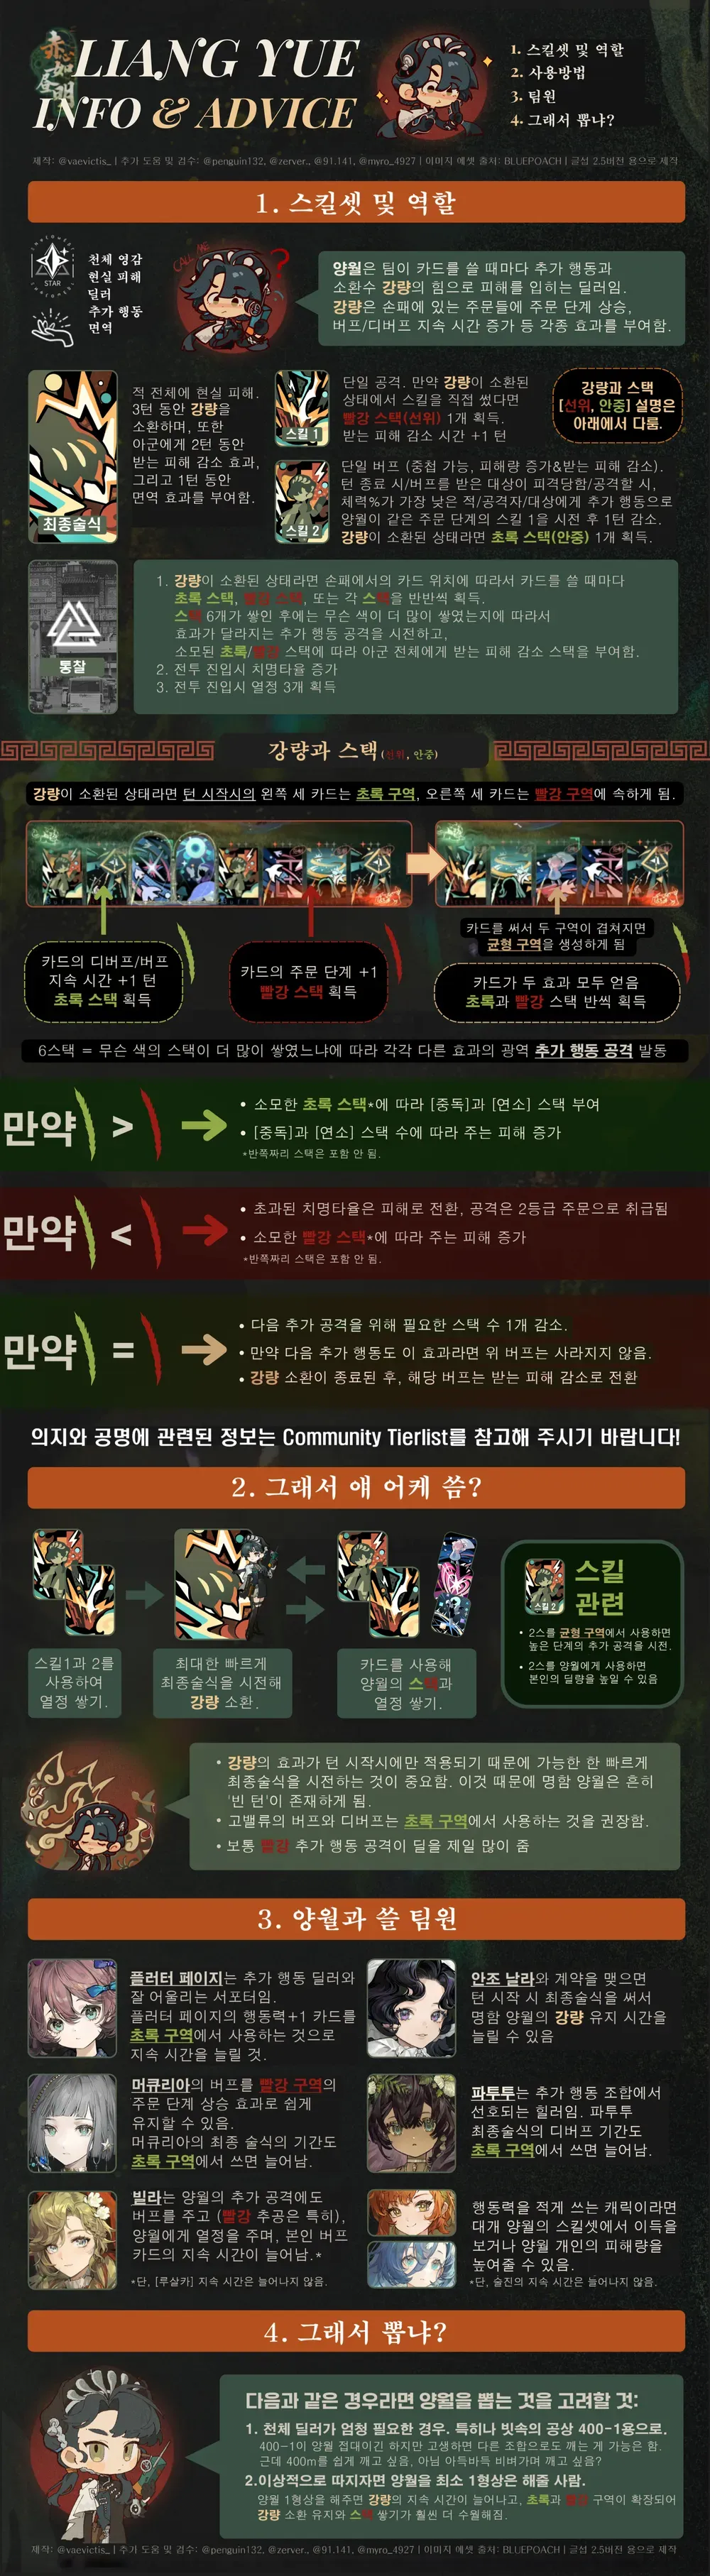 赤心如晝明
LIANG YUE
INFO & ADVICE
1. 스킬셋 및 역할
2. 사용방법
3. 팀원
4. 그래서 뽑냐?
제작: @vaevictis_ | 추가 도움 및 검수: @penguin132, @zerver., @91.141, @myro_4927 | 이미지 에셋 출처: BLUEPOACH | 글섭 2.5버전 용으로 제작
1. 스킬셋 및 역할
STAR
천체 영감
현실 피해
딜러
추가 행동
면역
CALL ME
?
양월은 팀이 카드를 쓸 때마다 추가 행동과
소환수 강량의 힘으로 피해를 입히는 딜러임.
강량은 손패에 있는 주문들에 주문 단계 상승,
버프/디버프 지속 시간 증가 등 각종 효과를 부여함.
최종술식
적 전체에 현실 피해.
3턴 동안 강량을
소환하며, 또한
아군에게 2턴 동안
받는 피해 감소 효과,
그리고 1턴 동안
면역 효과를 부여함.
스킬 1
단일 공격. 만약 강량이 소환된
상태에서 스킬을 직접 썼다면
빨강 스택(선위) 1개 획득.
받는 피해 감소 시간 +1 턴
강량과 스택
[선위, 안중] 설명은
아래에서 다룸.
스킬 2
단일 버프 (중첩 가능, 피해량 증가&받는 피해 감소).
턴 종료 시/버프를 받은 대상이 피격당함/공격할 시,
체력%가 가장 낮은 적/공격자/대상에게 추가 행동으로
양월이 같은 주문 단계의 스킬 1을 시전 후 1턴 감소.
강량이 소환된 상태라면 초록 스택(안중) 1개 획득.
통찰
1. 강량이 소환된 상태라면 손패에서의 카드 위치에 따라서 카드를 쓸 때마다
초록 스택, 빨강 스택, 또는 각 스택을 반반씩 획득.
스택 6개가 쌓인 후에는 무슨 색이 더 많이 쌓였는지에 따라서
효과가 달라지는 추가 행동 공격을 시전하고,
소모된 초록/빨강 스택에 따라 아군 전체에게 받는 피해 감소 스택을 부여함.
2. 전투 진입시 치명타율 증가
3. 전투 진입시 열정 3개 획득
강량과 스택(선위, 안중)
강량이 소환된 상태라면 턴 시작시의 왼쪽 세 카드는 초록 구역, 오른쪽 세 카드는 빨강 구역에 속하게 됨.
카드를 써서 두 구역이 겹쳐지면
균형 구역을 생성하게 됨
카드의 디버프/버프
지속 시간 +1 턴
초록 스택 획득
카드의 주문 단계 +1
빨강 스택 획득
카드가 두 효과 모두 얻음
초록과 빨강 스택 반씩 획득
6스택 = 무슨 색의 스택이 더 많이 쌓였느냐에 따라 각각 다른 효과의 광역 추가 행동 공격 발동
만약 >
• 소모한 초록 스택*에 따라 [중독]과 [연소] 스택 부여
• [중독]과 [연소] 스택 수에 따라 주는 피해 증가
*반쪽짜리 스택은 포함 안 됨.
만약 <
• 초과된 치명타율은 피해로 전환, 공격은 2등급 주문으로 취급됨
• 소모한 빨강 스택*에 따라 주는 피해 증가
*반쪽짜리 스택은 포함 안 됨.
만약 =
• 다음 추가 공격을 위해 필요한 스택 수 1개 감소.
• 만약 다음 추가 행동도 이 효과라면 위 버프는 사라지지 않음.
• 강량 소환이 종료된 후, 해당 버프는 받는 피해 감소로 전환
의지와 공명에 관련된 정보는 Community Tierlist를 참고해 주시기 바랍니다!
2. 그래서 얘 어케 씀?
스킬1과 2를
사용하여
열정 쌓기.
최대한 빠르게
최종술식을 시전해
강량 소환.
카드를 사용해
양월의 스택과
열정 쌓기.
스킬 2
스킬
관련
• 2스를 균형 구역에서 사용하면
높은 단계의 추가 공격을 시전.
• 2스를 양월에게 사용하면
본인의 딜량을 높일 수 있음
• 강량의 효과가 턴 시작시에만 적용되기 때문에 가능한 한 빠르게
최종술식을 시전하는 것이 중요함. 이것 때문에 명함 양월은 흔히
'빈 턴'이 존재하게 됨.
• 고밸류의 버프와 디버프는 초록 구역에서 사용하는 것을 권장함.
• 보통 빨강 추가 행동 공격이 딜을 제일 많이 줌
3. 양월과 쓸 팀원
플러터 페이지는 추가 행동 딜러와
잘 어울리는 서포터임.
플러터 페이지의 행동력+1 카드를
초록 구역에서 사용하는 것으로
지속 시간을 늘릴 것.
안조 날라와 계약을 맺으면
턴 시작 시 최종술식을 써서
명함 양월의 강량 유지 시간을
늘릴 수 있음
머큐리아의 버프를 빨강 구역의
주문 단계 상승 효과로 쉽게
유지할 수 있음.
머큐리아의 최종 술식의 기간도
초록 구역에서 쓰면 늘어남.
파투투는 추가 행동 조합에서
선호되는 힐러임. 파투투
최종술식의 디버프 기간도
초록 구역에서 쓰면 늘어남.
빌라는 양월의 추가 공격에도
버프를 주고 (빨강 추공은 특히),
양월에게 열정을 주며, 본인 버프
카드의 지속 시간이 늘어남.*
*단, [루살카] 지속 시간은 늘어나지 않음.
행동력을 적게 쓰는 캐릭이라면
대개 양월의 스킬셋에서 이득을
보거나 양월 개인의 피해량을
높여줄 수 있음.
*단, 술진의 지속 시간은 늘어나지 않음.
4. 그래서 뽑냐?
다음과 같은 경우라면 양월을 뽑는 것을 고려할 것:
1. 천체 딜러가 엄청 필요한 경우. 특히나 빗속의 공상 400-1용으로.
400-1이 양월 접대이긴 하지만 고생하면 다른 조합으로도 깨는 게 가능은 함.
근데 400m를 쉽게 깨고 싶음, 아님 아득바득 비벼가며 깨고 싶음?
2.이상적으로 따지자면 양월을 최소 1형상은 해줄 사람.
양월 1형상을 해주면 강량의 지속 시간이 늘어나고, 초록과 빨강 구역이 확장되어
강량 소환 유지와 스택 쌓기가 훨씬 더 수월해짐.
제작: @vaevictis_ | 추가 도움 및 검수: @penguin132, @zerver., @91.141, @myro_4927 | 이미지 에셋 출처: BLUEPOACH | 글섭 2.5버전 용으로 제작